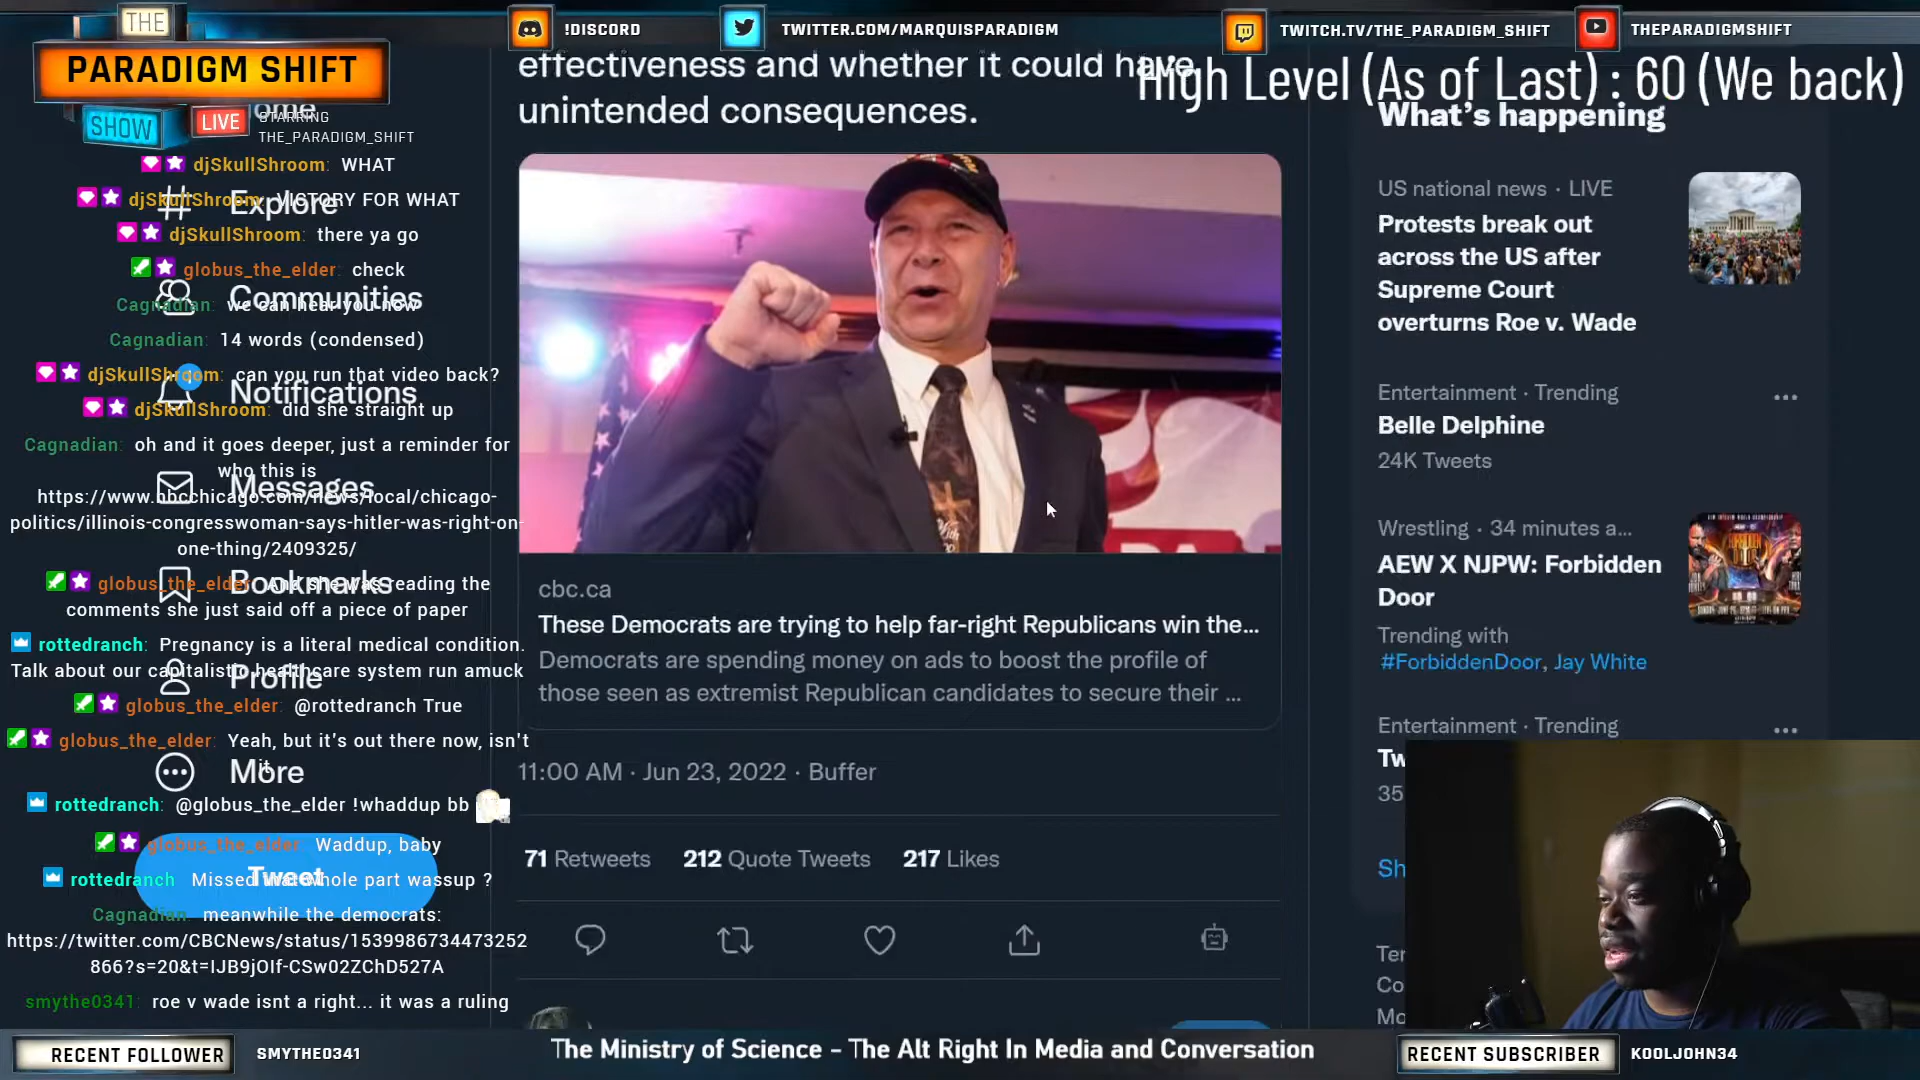 THE
PARADIGM SHIFT
SHOW
LIVE
STARRING
THE_PARADIGM_SHIFT
!DISCORD
TWITTER.COM/MARQUISPARADIGM
TWITCH.TV/THE_PARADIGM_SHIFT
THEPARADIGMSHIFT
High Level (As of Last) : 60 (We back)
djSkullShroom: WHAT
djSkullShroom: VICTORY FOR WHAT
djSkullShroom: there ya go
globus_the_elder: check
Cagnadian: we can hear you now
Cagnadian: 14 words (condensed)
djSkullShroom: can you run that video back?
djSkullShroom: did she straight up
Cagnadian: oh and it goes deeper, just a reminder for
who this is
https://www.nbcchicago.com/news/local/chicago-
politics/illinois-congresswoman-says-hitler-was-right-on-
one-thing/2409325/
globus_the_elder: And she was reading the
comments she just said off a piece of paper
rottedranch: Pregnancy is a literal medical condition.
Talk about our capitalistic healthcare system run amuck
globus_the_elder: @rottedranch True
globus_the_elder: Yeah, but it's out there now, isn't
it
rottedranch: @globus_the_elder !whaddup bb
globus_the_elder: Waddup, baby
rottedranch: Missed that whole part wassup ?
Cagnadian: meanwhile the democrats:
https://twitter.com/CBCNews/status/1539986734473252
866?s=20&t=IJB9jOIf-CSw02ZChD527A
smythe0341: roe v wade isnt a right... it was a ruling
Home
Explore
Communities
Notifications
Messages
Bookmarks
Profile
More
Tweet
effectiveness and whether it could have
unintended consequences.
cbc.ca
These Democrats are trying to help far-right Republicans win the...
Democrats are spending money on ads to boost the profile of
those seen as extremist Republican candidates to secure their ...
11:00 AM · Jun 23, 2022 · Buffer
71 Retweets 212 Quote Tweets 217 Likes
What's happening
US national news · LIVE
Protests break out
across the US after
Supreme Court
overturns Roe v. Wade
Entertainment · Trending
Belle Delphine
24K Tweets
Wrestling · 34 minutes a...
AEW X NJPW: Forbidden
Door
Trending with
#ForbiddenDoor, Jay White
Entertainment · Trending
Tw
35
Sh
Ter
Co
Mo
RECENT FOLLOWER
SMYTHE0341
The Ministry of Science - The Alt Right In Media and Conversation
RECENT SUBSCRIBER
KOOLJOHN34